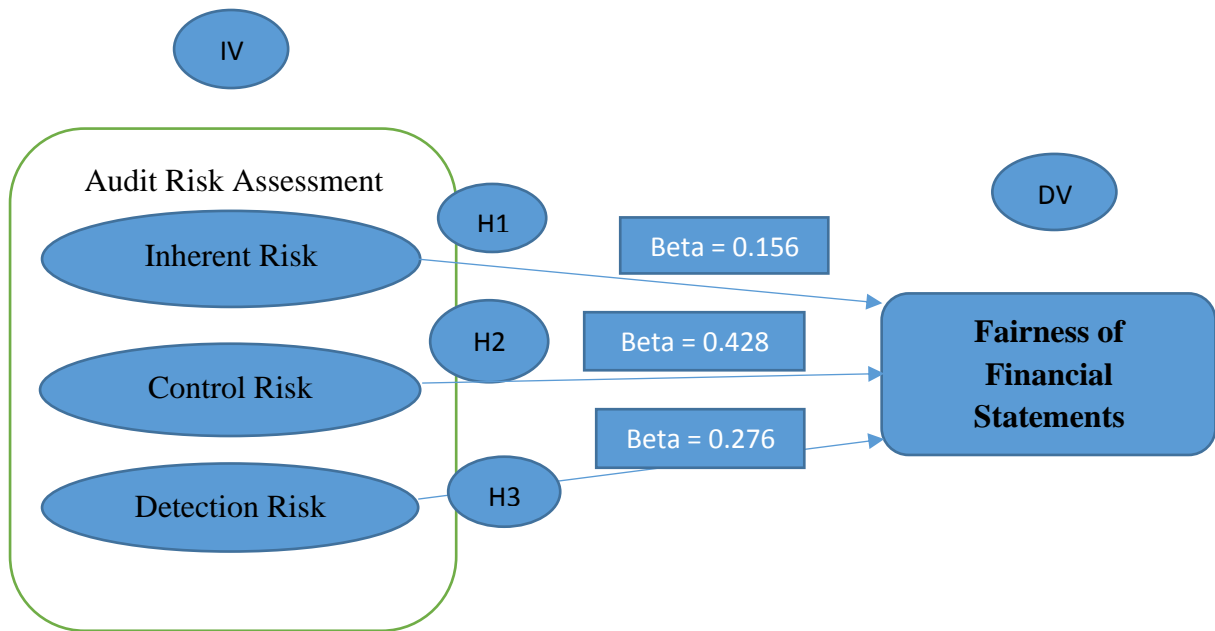 IV
Audit Risk Assessment
DV
H1
Inherent Risk
Beta = 0.156
H2
Beta = 0.428
Fairness of
Financial
Statements
Control Risk
Beta = 0.276
H3
Detection Risk